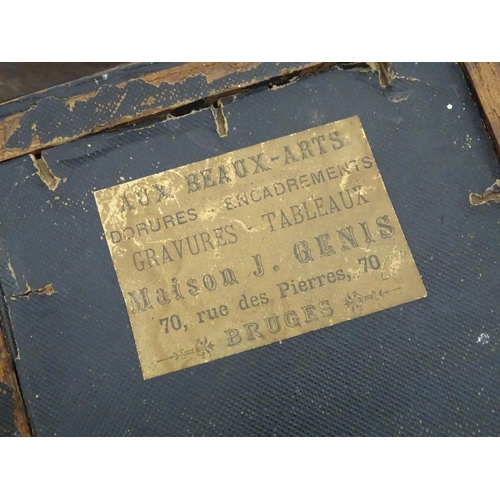 AUX BEAUX-ARTS
DORURES - ENCADREMENTS
GRAVURES - TABLEAUX
Maison J. GENIS
70, rue des Pierres, 70
BRUGES